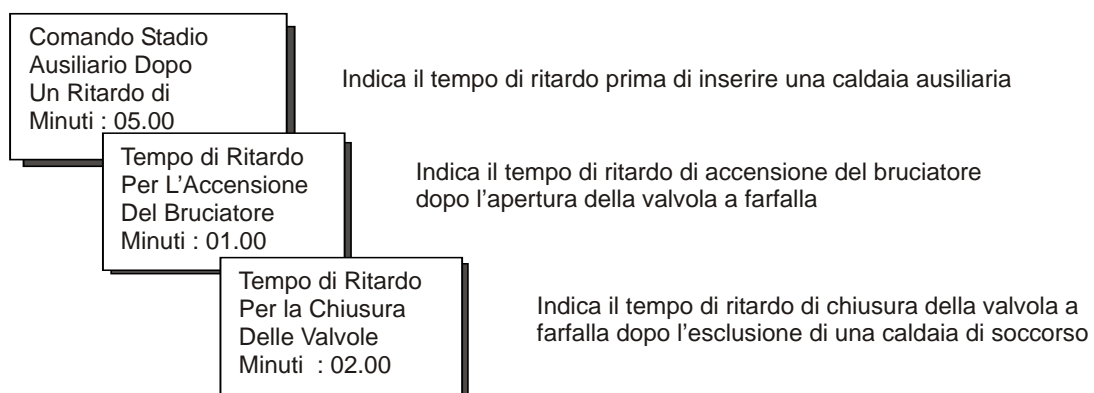 Comando Stadio
Ausiliario Dopo
Un Ritardo di
Minuti : 05.00
Indica il tempo di ritardo prima di inserire una caldaia ausiliaria
Tempo di Ritardo
Per L'Accensione
Del Bruciatore
Minuti : 01.00
Indica il tempo di ritardo di accensione del bruciatore
dopo l'apertura della valvola a farfalla
Tempo di Ritardo
Per la Chiusura
Delle Valvole
Minuti : 02.00
Indica il tempo di ritardo di chiusura della valvola a
farfalla dopo l'esclusione di una caldaia di soccorso